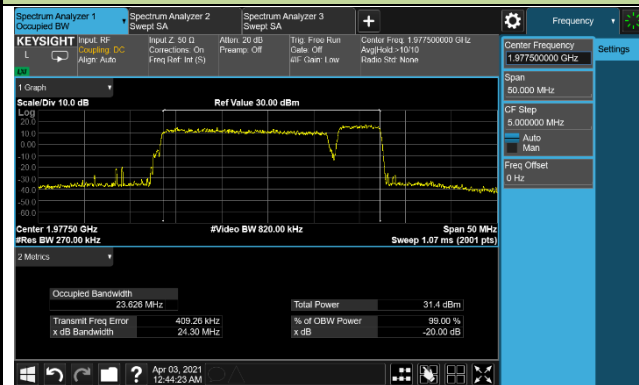 Spectrum Analyzer 1
Occupied BW
Spectrum Analyzer 2
Swept SA
Spectrum Analyzer 3
Swept SA
Frequency
KEYSIGHT
L
Input: RF
Coupling: DC
Align: Auto
Input Z: 50 Ω
Corrections: On
Freq Ref: Int (S)
Atten: 20 dB
Preamp: Off
Trig: Free Run
Gate: Off
#IF Gain: Low
Center Freq: 1.977500000 GHz
Avg|Hold:>10/10
Radio Std: None
Center Frequency
1.977500000 GHz
Settings
Span
50.000 MHz
CF Step
5.000000 MHz
Auto
Man
Freq Offset
0 Hz
1 Graph
Scale/Div 10.0 dB
Ref Value 30.00 dBm
Log
20.0
10.0
0.00
-10.0
-20.0
-30.0
-40.0
-50.0
-60.0
Center 1.97750 GHz
#Video BW 820.00 kHz
Span 50 MHz
#Res BW 270.00 kHz
Sweep 1.07 ms (2001 pts)
2 Metrics
Occupied Bandwidth
23.626 MHz
Total Power
31.4 dBm
Transmit Freq Error
409.26 kHz
% of OBW Power
99.00 %
x dB Bandwidth
24.30 MHz
x dB
-20.00 dB
?
Apr 03, 2021
12:44:23 AM